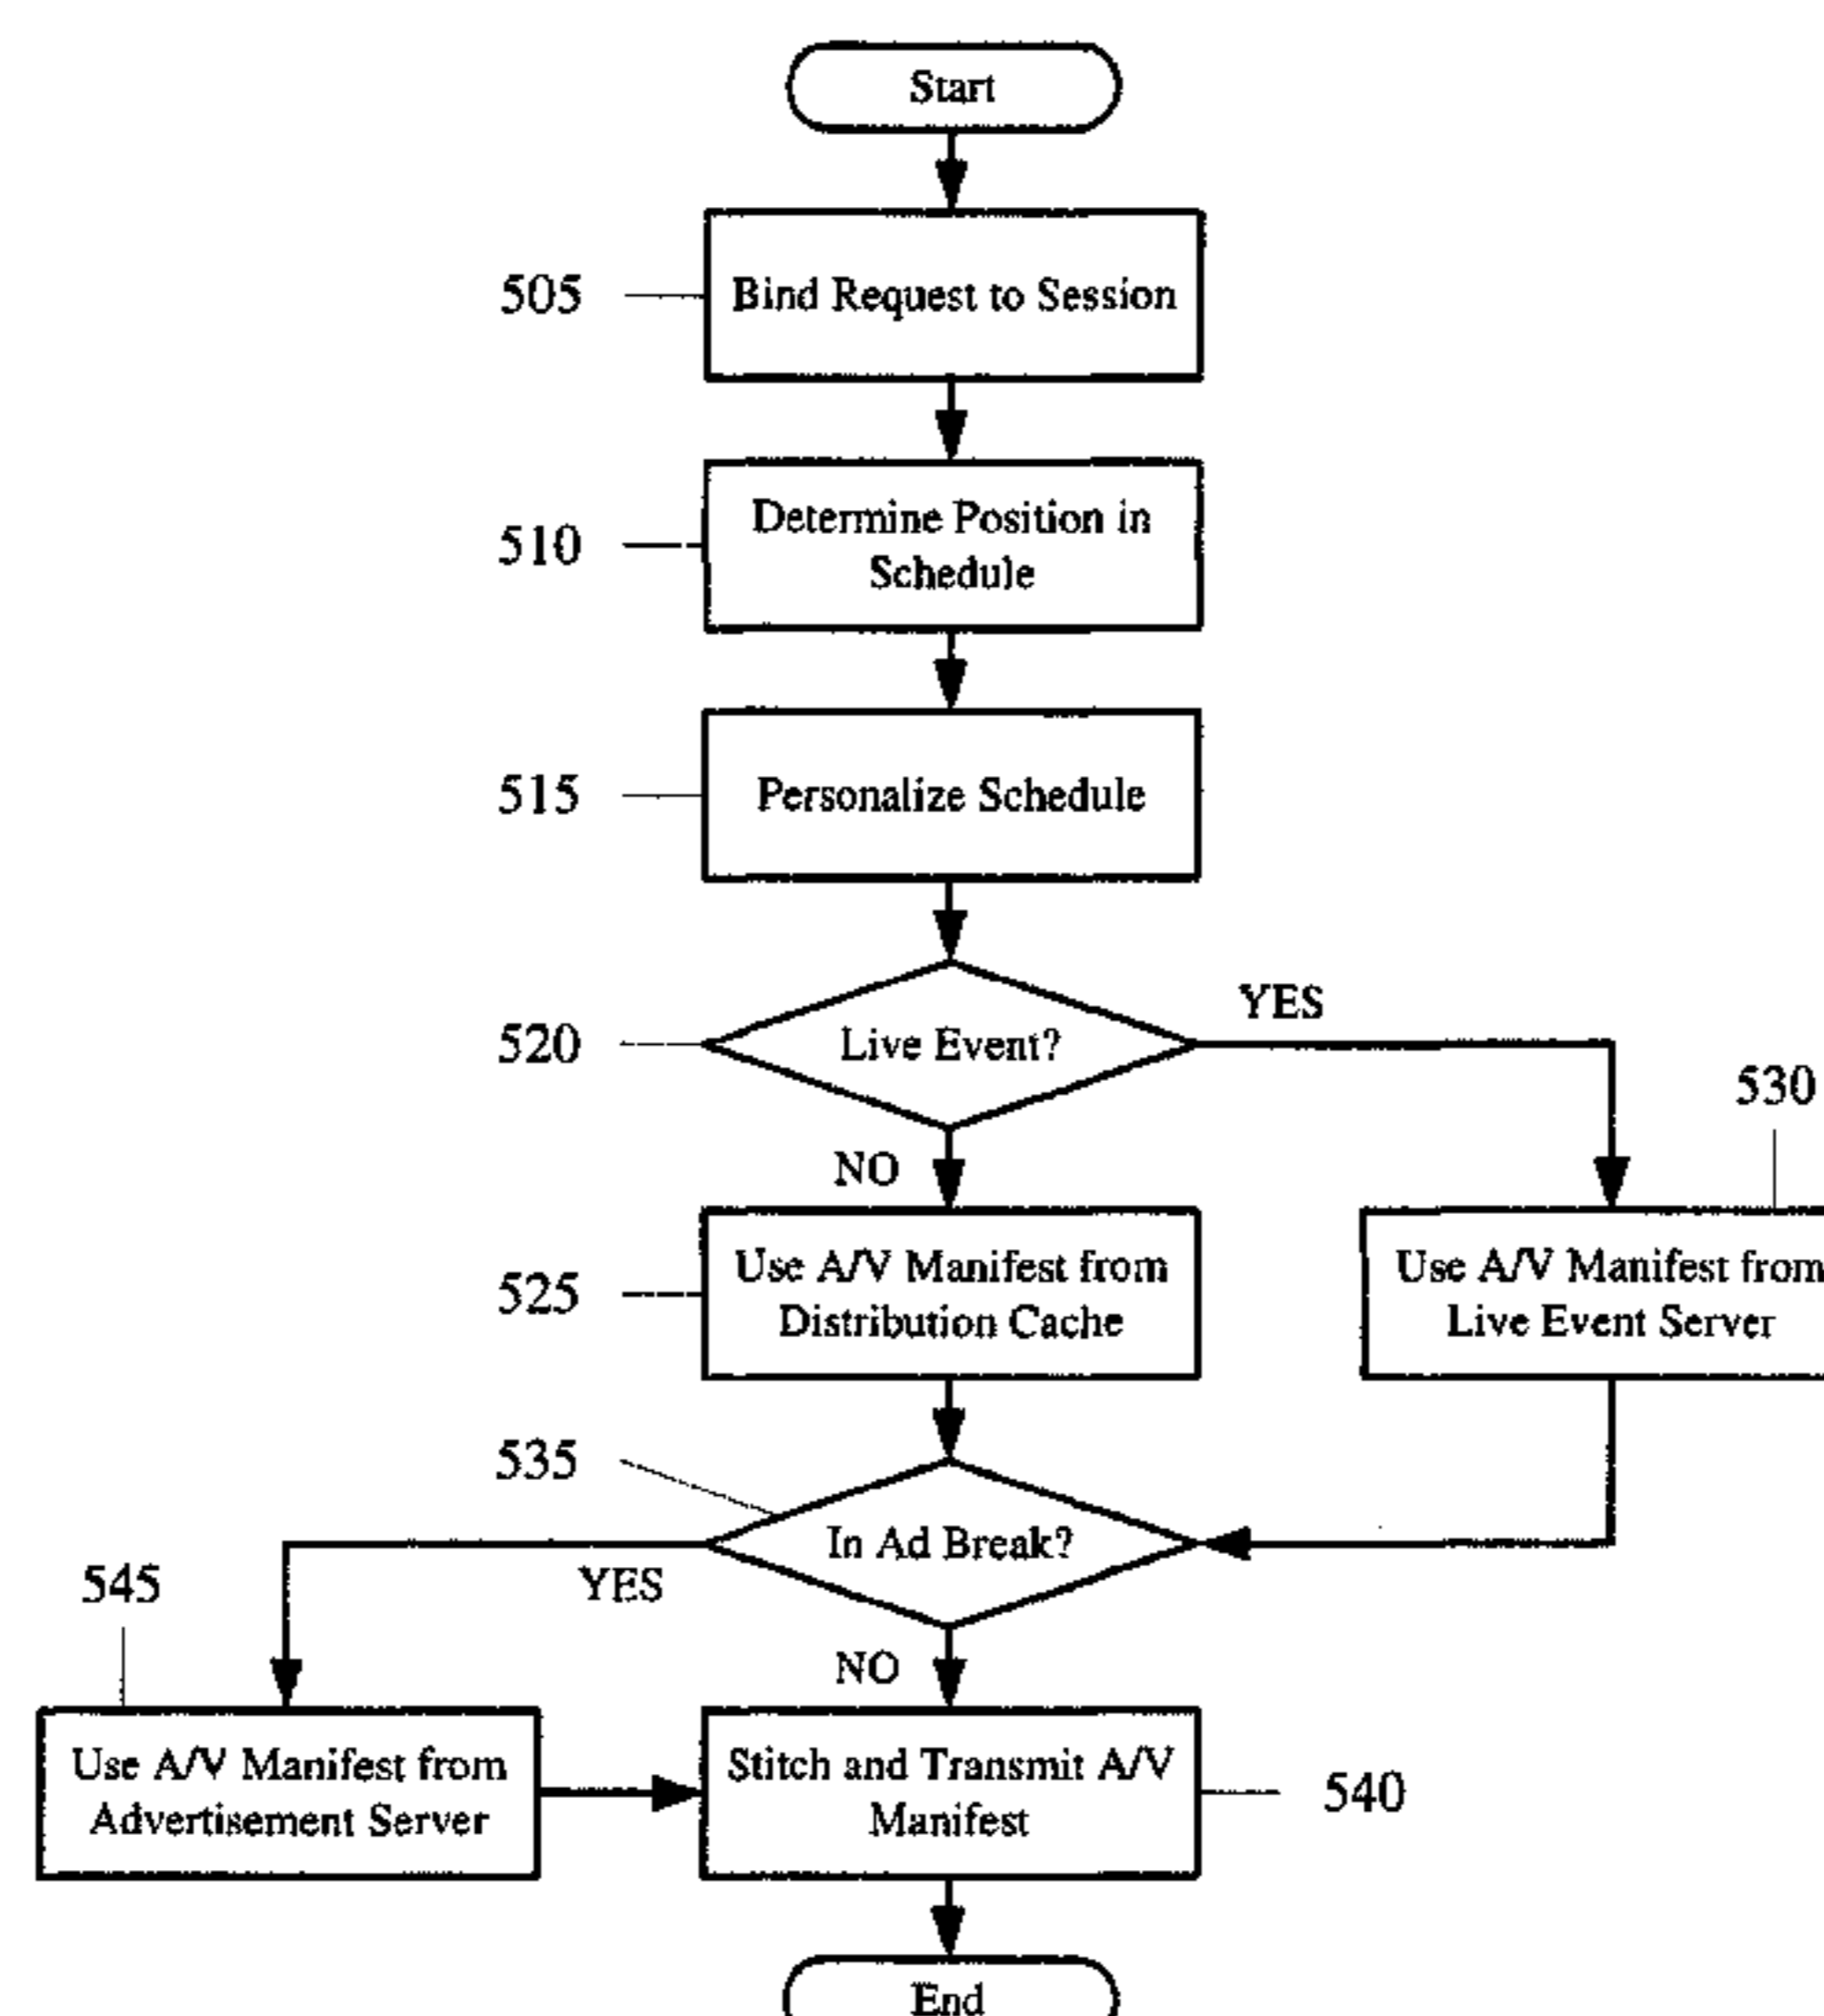 Start
505
Bind Request to Session
510
Determine Position in
Schedule
515
Personalize Schedule
520
Live Event?
YES
530
NO
525
Use A/V Manifest from
Distribution Cache
Use A/V Manifest from
Live Event Server
535
In Ad Break?
YES
545
NO
Use A/V Manifest from
Advertisement Server
Stitch and Transmit A/V
Manifest
540
End